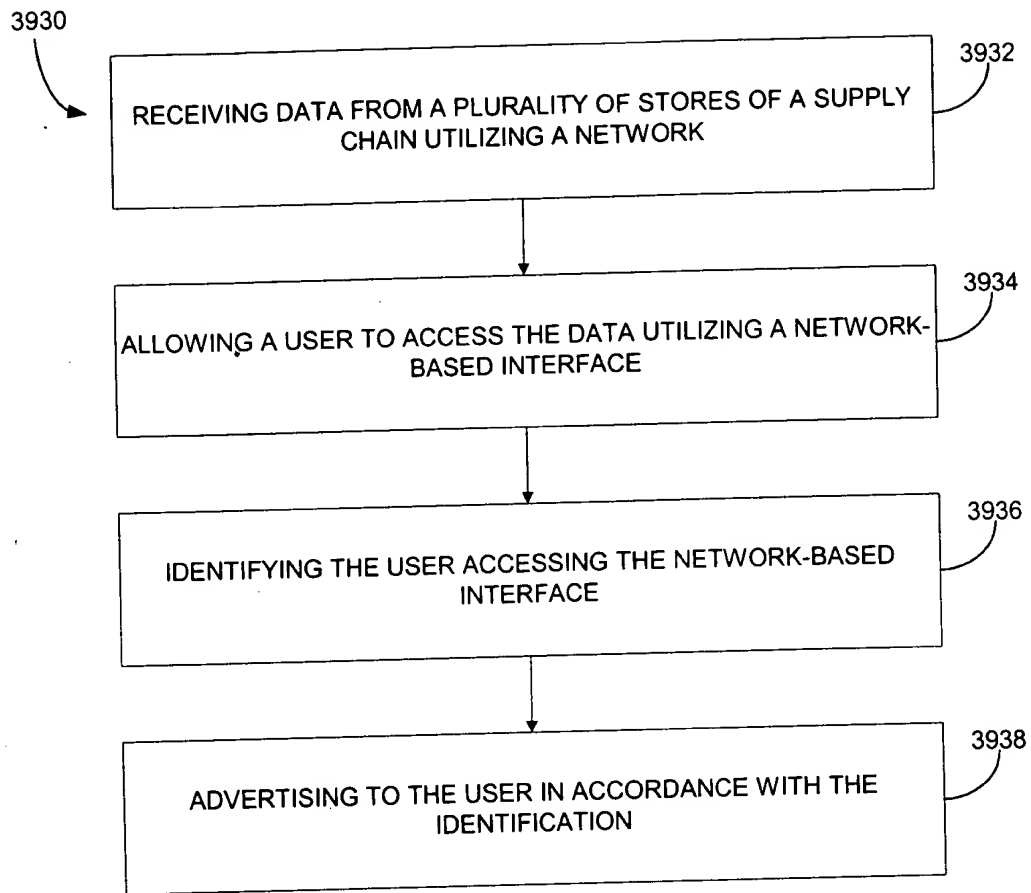 3930
3932
RECEIVING DATA FROM A PLURALITY OF STORES OF A SUPPLY
CHAIN UTILIZING A NETWORK
3934
ALLOWING A USER TO ACCESS THE DATA UTILIZING A NETWORK-
BASED INTERFACE
3936
IDENTIFYING THE USER ACCESSING THE NETWORK-BASED
INTERFACE
3938
ADVERTISING TO THE USER IN ACCORDANCE WITH THE
IDENTIFICATION